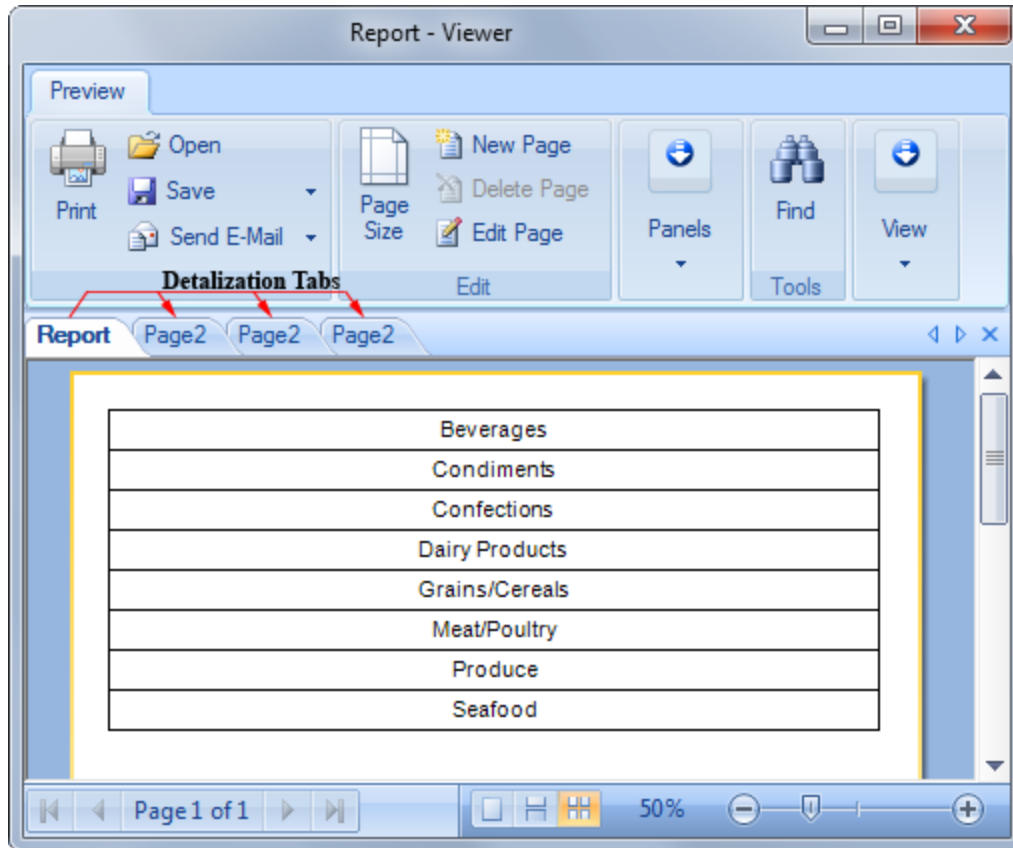 Report - Viewer
Preview
Print
Open
Save
Send E-Mail
Page Size
New Page
Delete Page
Edit Page
Edit
Panels
Find
Tools
View
Detalization Tabs
Report Page2 Page2 Page2
Beverages
Condiments
Confections
Dairy Products
Grains/Cereals
Meat/Poultry
Produce
Seafood
Page 1 of 1 50%